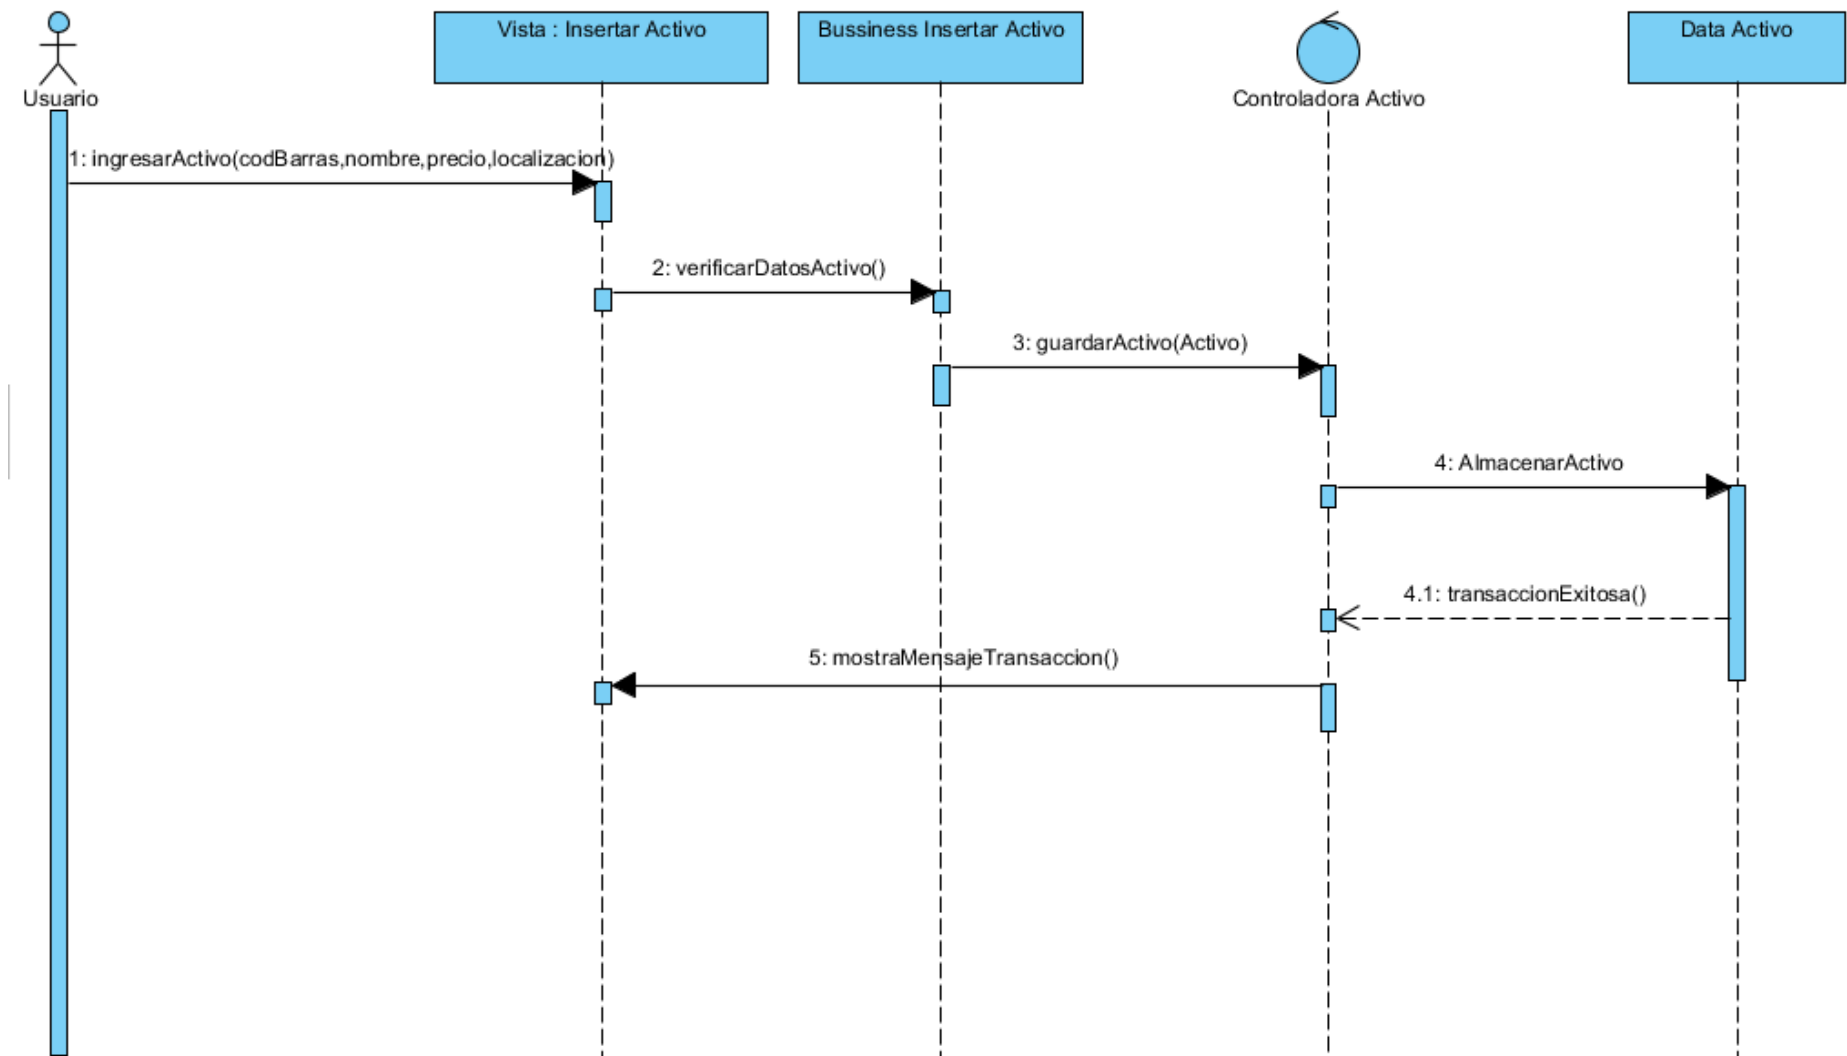 Vista : Insertar Activo
Bussiness Insertar Activo
Data Activo
Usuario
Controladora Activo
1: ingresarActivo(codBarras,nombre,precio,localizacion)
2: verificarDatosActivo()
3: guardarActivo(Activo)
4: AlmacenarActivo
4.1: transaccionExitosa()
5: mostraMensajeTransaccion()